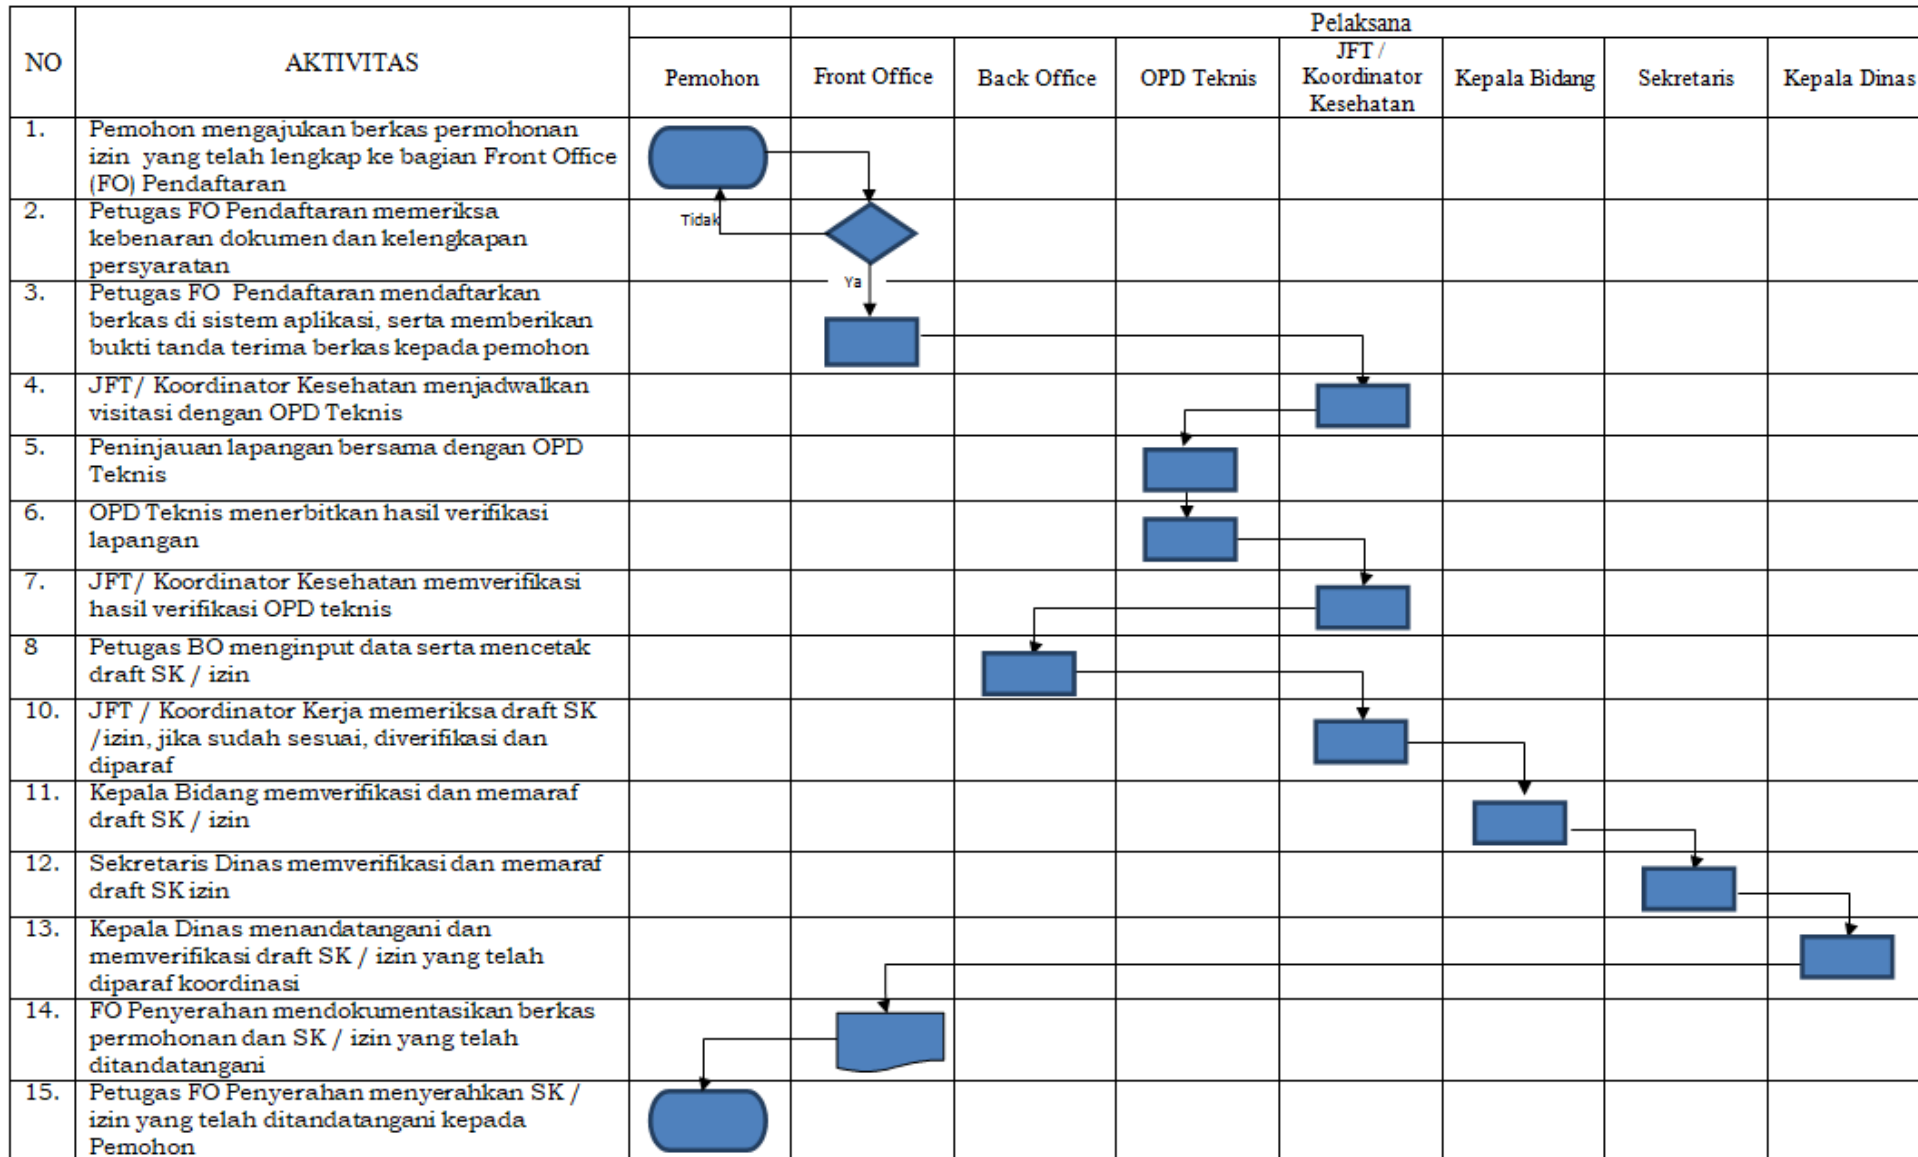 NO
AKTIVITAS
Pelaksana
Pemohon
Front Office
Back Office
OPD Teknis
JFT /
Koordinator
Kesehatan
Kepala Bidang
Sekretaris
Kepala Dinas
1.
Pemohon mengajukan berkas permohonan
izin yang telah lengkap ke bagian Front Office
(FO) Pendaftaran
2.
Petugas FO Pendaftaran memeriksa
kebenaran dokumen dan kelengkapan
persyaratan
Tidak
Ya
3.
Petugas FO Pendaftaran mendaftarkan
berkas di sistem aplikasi, serta memberikan
bukti tanda terima berkas kepada pemohon
4.
JFT/ Koordinator Kesehatan menjadwalkan
visitasi dengan OPD Teknis
5.
Peninjauan lapangan bersama dengan OPD
Teknis
6.
OPD Teknis menerbitkan hasil verifikasi
lapangan
7.
JFT/ Koordinator Kesehatan memverifikasi
hasil verifikasi OPD teknis
8
Petugas BO menginput data serta mencetak
draft SK / izin
10.
JFT / Koordinator Kerja memeriksa draft SK
/izin, jika sudah sesuai, diverifikasi dan
diparaf
11.
Kepala Bidang memverifikasi dan memaraf
draft SK / izin
12.
Sekretaris Dinas memverifikasi dan memaraf
draft SK izin
13.
Kepala Dinas menandatangani dan
memverifikasi draft SK / izin yang telah
diparaf koordinasi
14.
FO Penyerahan mendokumentasikan berkas
permohonan dan SK / izin yang telah
ditandatangani
15.
Petugas FO Penyerahan menyerahkan SK /
izin yang telah ditandatangani kepada
Pemohon